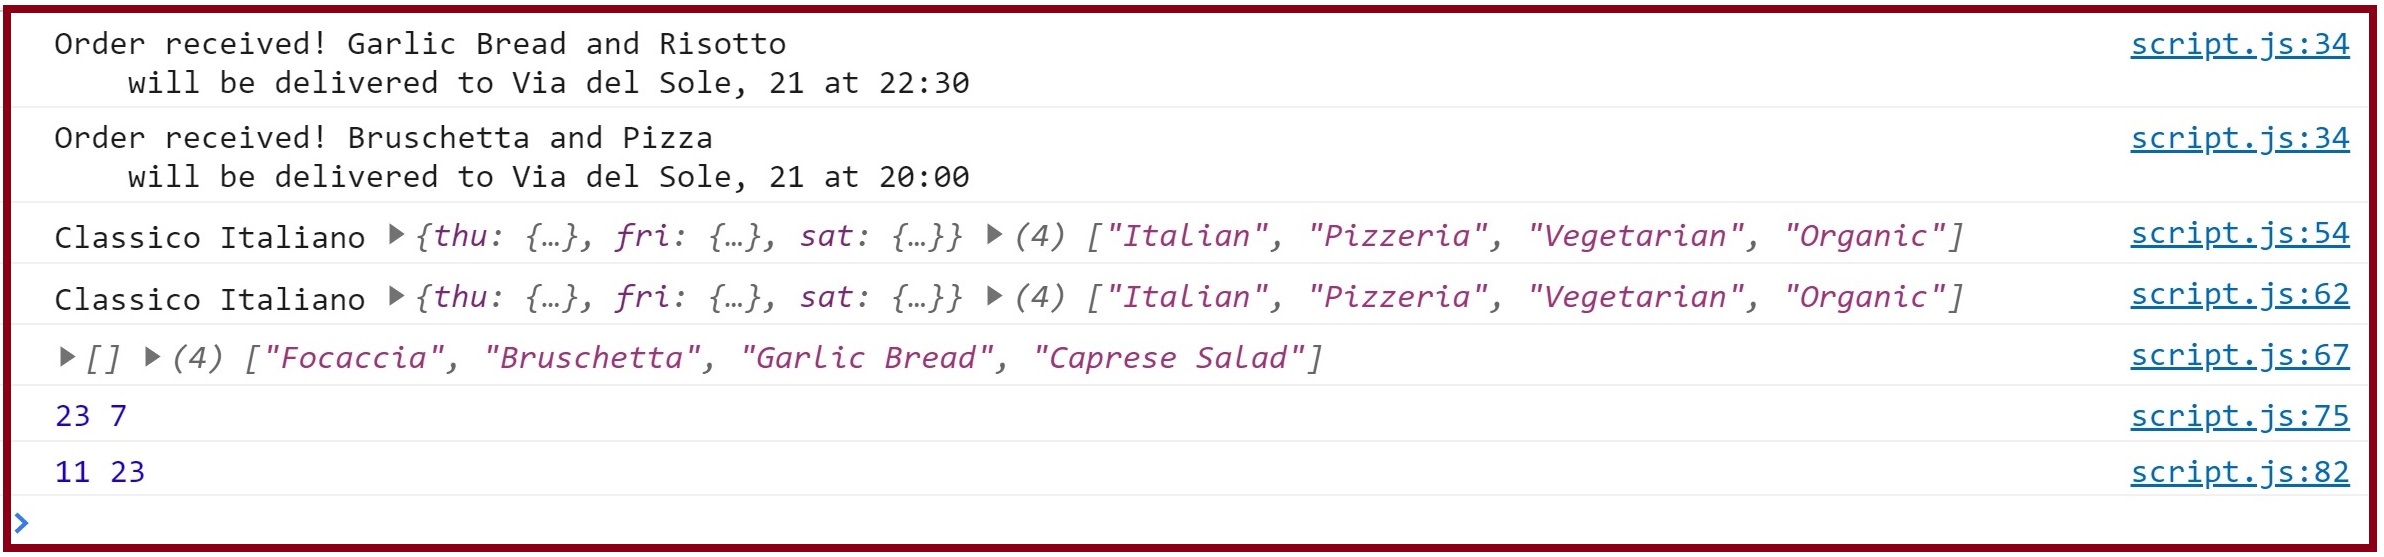 Order received! Garlic Bread and Risotto script.js:34
will be delivered to Via del Sole, 21 at 22:30
Order received! Bruschetta and Pizza script.js:34
will be delivered to Via del Sole, 21 at 20:00
Classico Italiano ▶{thu: {…}, fri: {…}, sat: {…}} ▶(4) ["Italian", "Pizzeria", "Vegetarian", "Organic"] script.js:54
Classico Italiano ▶{thu: {…}, fri: {…}, sat: {…}} ▶(4) ["Italian", "Pizzeria", "Vegetarian", "Organic"] script.js:62
▶[] ▶(4) ["Focaccia", "Bruschetta", "Garlic Bread", "Caprese Salad"] script.js:67
23 7 script.js:75
11 23 script.js:82